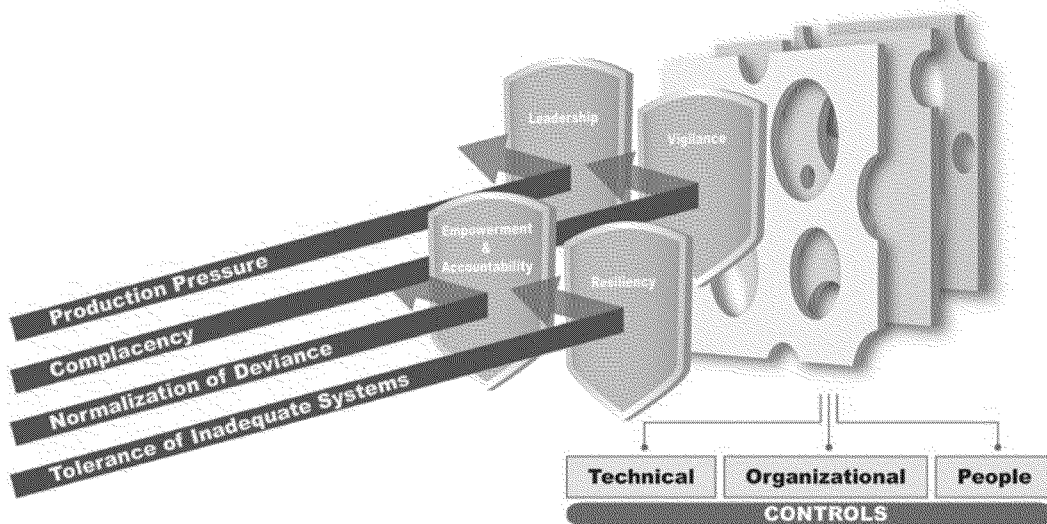 Leadership
Vigilance
Empowerment
&
Accountability
Resiliency
Production Pressure
Complacency
Normalization of Deviance
Tolerance of Inadequate Systems
Technical
Organizational
People
CONTROLS